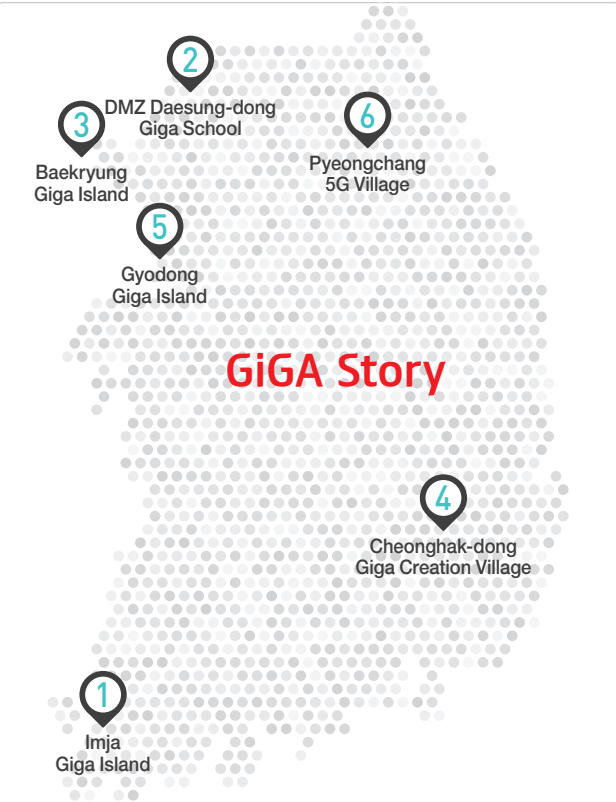 2
DMZ Daesung-dong
Giga School
3
Baekryung
Giga Island
6
Pyeongchang
5G Village
5
Gyodong
Giga Island
GiGA Story
4
Cheonghak-dong
Giga Creation Village
1
Imja
Giga Island